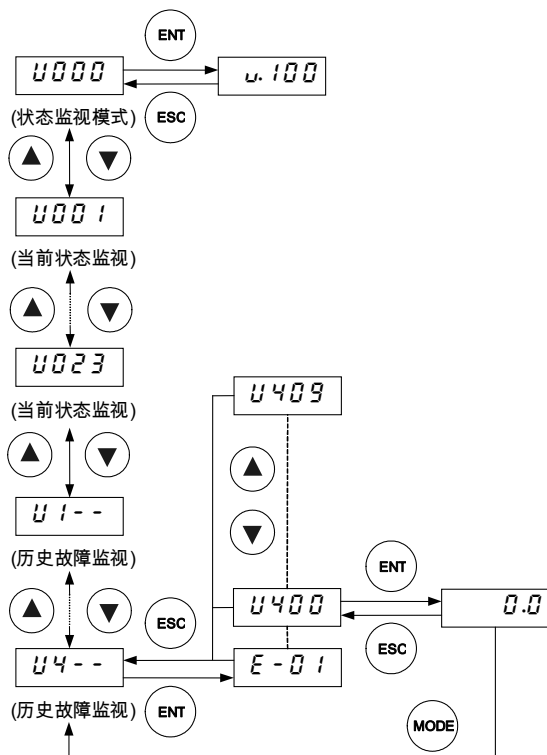 ENT
U000
u.100
(状态监视模式)
ESC
U001
(当前状态监视)
U023
(当前状态监视)
U409
U1--
(历史故障监视)
ENT
ESC
U400
0.0
U4--
E-01
ESC
(历史故障监视)
ENT
MODE